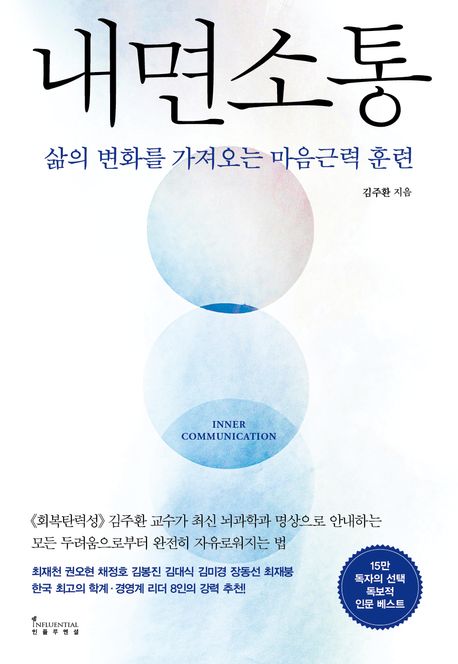 내면소통
삶의 변화를 가져오는 마음근력 훈련
김주환 지음
INNER
COMMUNICATION
《회복탄력성》 김주환 교수가 최신 뇌과학과 명상으로 안내하는
모든 두려움으로부터 완전히 자유로워지는 법
최재천 권오현 채정호 김봉진 김대식 김미경 장동선 최재붕
한국 최고의 학계·경영계 리더 8인의 강력 추천!
15만
독자의 선택
독보적
인문 베스트
INFLUENTIAL
인플루엔셜